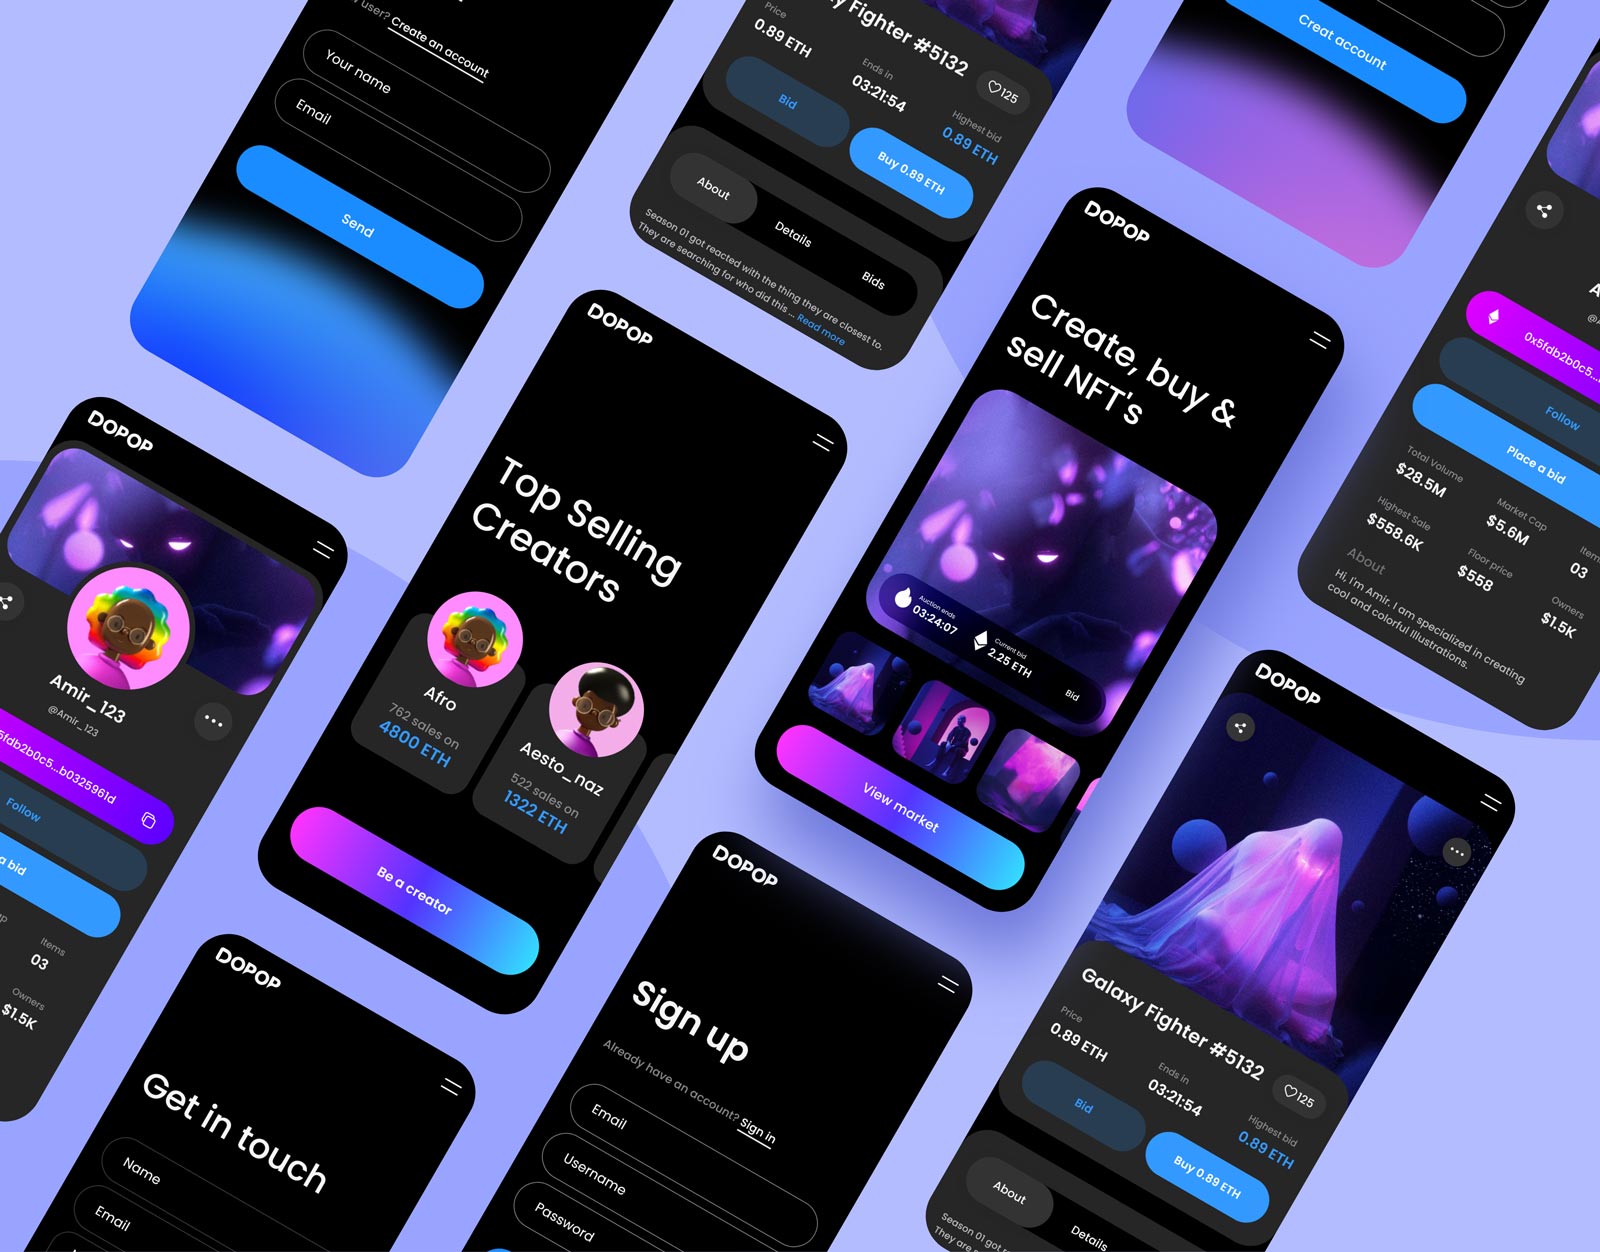 user? Create an account
Your name
Email
Send
Fighter #5132
125
Price
0.89 ETH
Ends in
03:21:54
Highest bid
0.89 ETH
Bid
Buy 0.89 ETH
About
Details
Bids
Season 01 got reacted with the thing they are closest to.
They are searching for who did this ... Read more
Creat account
DOPOP
Create, buy &
sell NFT's
Auction ends
03:24:07
Current bid
2.25 ETH
Bid
View market
0x5fdb2b0c5...
Follow
Place a bid
Total Volume
$28.5M
Market Cap
$5.6M
Items
03
Highest Sale
$558.6K
Floor price
$558
Owners
$1.5K
About
Hi, I'm Amir. I am specialized in creating
cool and colorful Illustrations.
DOPOP
Top Selling
Creators
Afro
762 sales on
4800 ETH
Aesto_naz
522 sales on
1322 ETH
Be a creator
DOPOP
Amir_123
@Amir_123
5fdb2b0c5...b0325961d
Follow
a bid
Items
03
Owners
$1.5K
DOPOP
Get in touch
Name
Email
DOPOP
Sign up
Already have an account? Sign in
Email
Username
Password
DOPOP
Galaxy Fighter #5132
125
Price
0.89 ETH
Ends in
03:21:54
Highest bid
0.89 ETH
Bid
Buy 0.89 ETH
About
Details
Season 01 got
They are